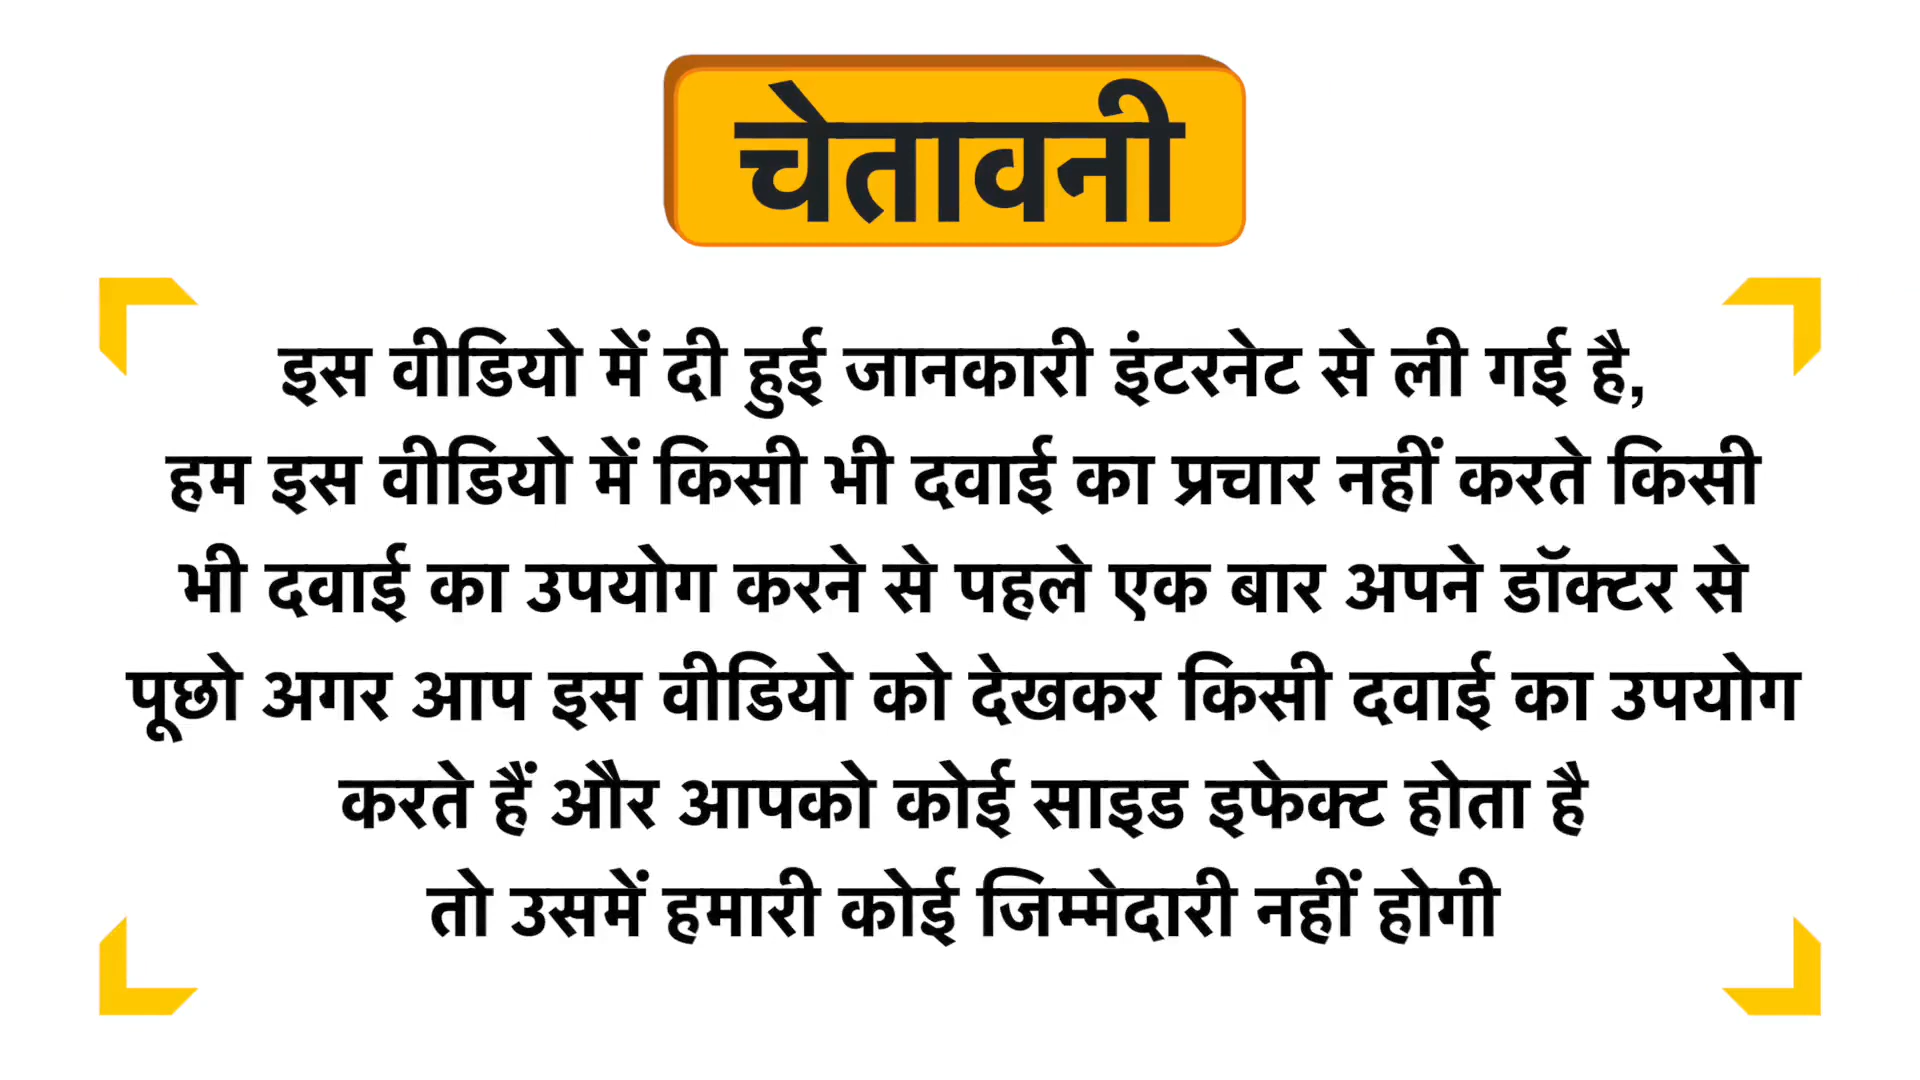 चेतावनी
इस वीडियो में दी हुई जानकारी इंटरनेट से ली गई है,
हम इस वीडियो में किसी भी दवाई का प्रचार नहीं करते किसी
भी दवाई का उपयोग करने से पहले एक बार अपने डॉक्टर से
पूछो अगर आप इस वीडियो को देखकर किसी दवाई का उपयोग
करते हैं और आपको कोई साइड इफेक्ट होता है
तो उसमें हमारी कोई जिम्मेदारी नहीं होगी